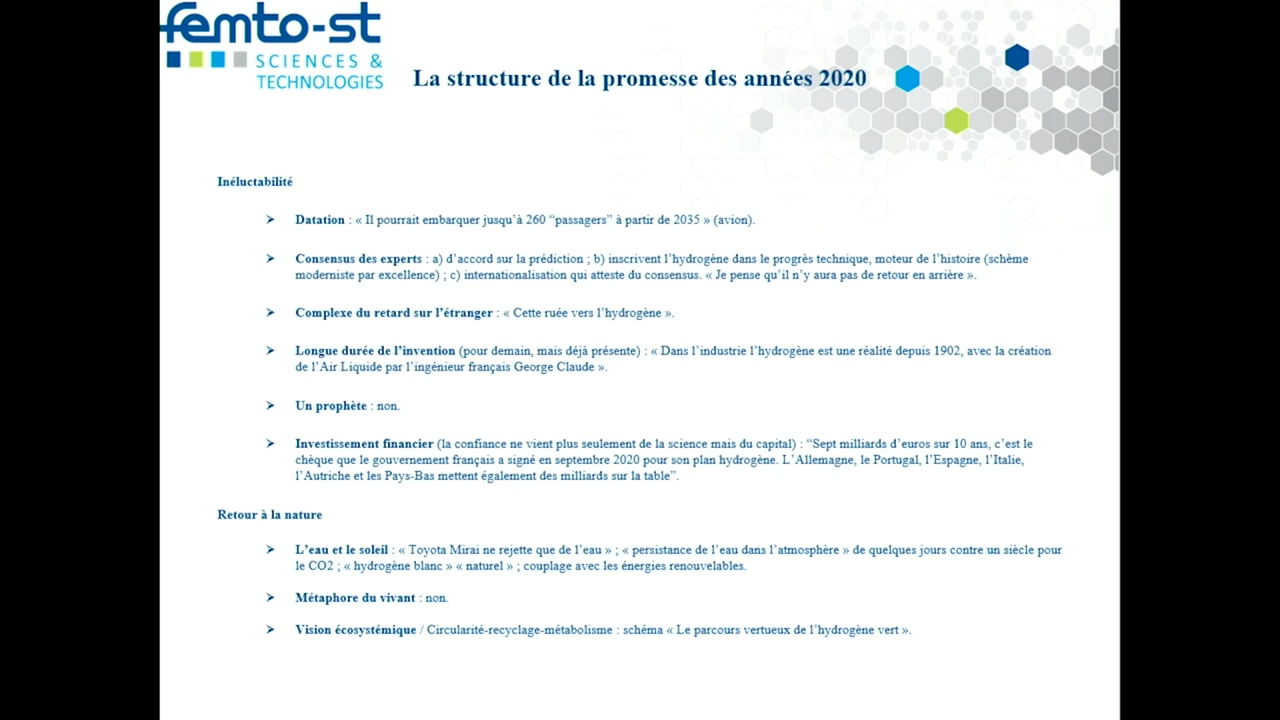 femto-st
SCIENCES &
TECHNOLOGIES
La structure de la promesse des années 2020
Inéluctabilité
➢ Datation : « Il pourrait embarquer jusqu’à 260 “passagers” à partir de 2035 » (avion).
➢ Consensus des experts : a) d’accord sur la prédiction ; b) inscrivent l’hydrogène dans le progrès technique, moteur de l’histoire (schème
moderniste par excellence) ; c) internationalisation qui atteste du consensus. « Je pense qu’il n’y aura pas de retour en arrière ».
➢ Complexe du retard sur l’étranger : « Cette ruée vers l’hydrogène ».
➢ Longue durée de l’invention (pour demain, mais déjà présente) : « Dans l’industrie l’hydrogène est une réalité depuis 1902, avec la création
de l’Air Liquide par l’ingénieur français George Claude ».
➢ Un prophète : non.
➢ Investissement financier (la confiance ne vient plus seulement de la science mais du capital) : “Sept milliards d’euros sur 10 ans, c’est le
chèque que le gouvernement français a signé en septembre 2020 pour son plan hydrogène. L’Allemagne, le Portugal, l’Espagne, l’Italie,
l’Autriche et les Pays-Bas mettent également des milliards sur la table”.
Retour à la nature
➢ L’eau et le soleil : « Toyota Mirai ne rejette que de l’eau » ; « persistance de l’eau dans l’atmosphère » de quelques jours contre un siècle pour
le CO2 ; « hydrogène blanc » « naturel » ; couplage avec les énergies renouvelables.
➢ Métaphore du vivant : non.
➢ Vision écosystémique / Circularité-recyclage-métabolisme : schéma « Le parcours vertueux de l’hydrogène vert ».